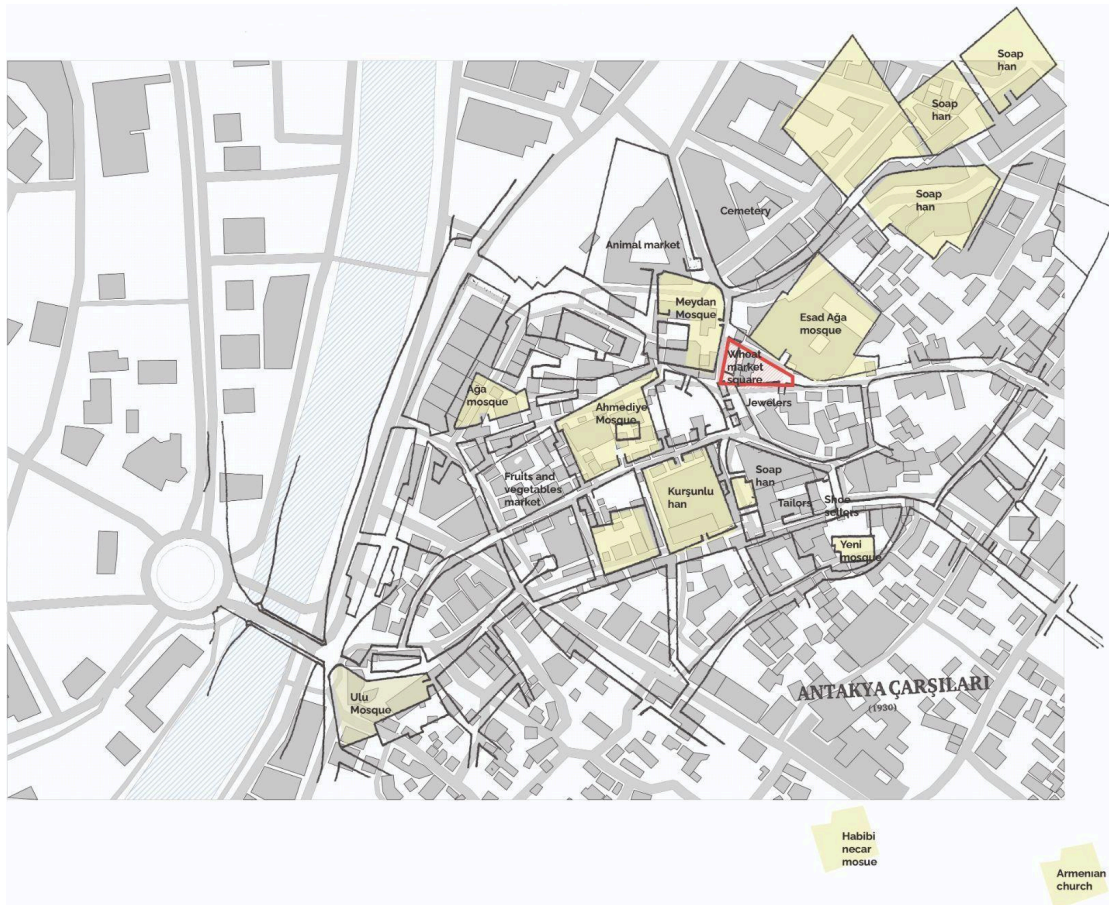 Soap
han
Soap
han
Soap
han
Cemetery
Animal market
Meydan
Mosque
Esad Ağa
mosque
Wheat
market
square
Jewelers
Ağa
mosque
Ahmediye
Mosque
Fruits and
vegetables
market
Kurşunlu
han
Soap
han
Tailors
Shoe
sellers
Yeni
mosque
Ulu
Mosque
ANTAKYA ÇARŞILARI
(1930)
Habibi
necar
mosue
Armenian
church